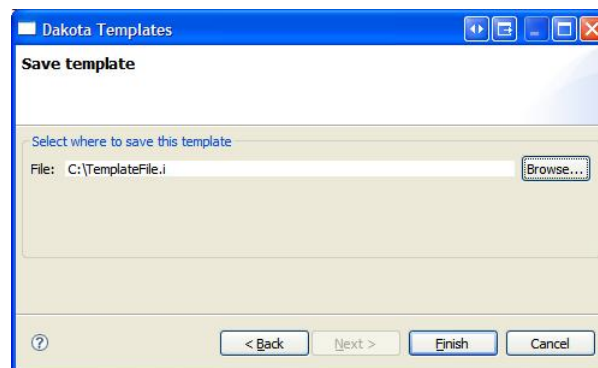 Dakota Templates
Save template
Select where to save this template
File: C:\TemplateFile.i Browse...
? < Back Next > Finish Cancel